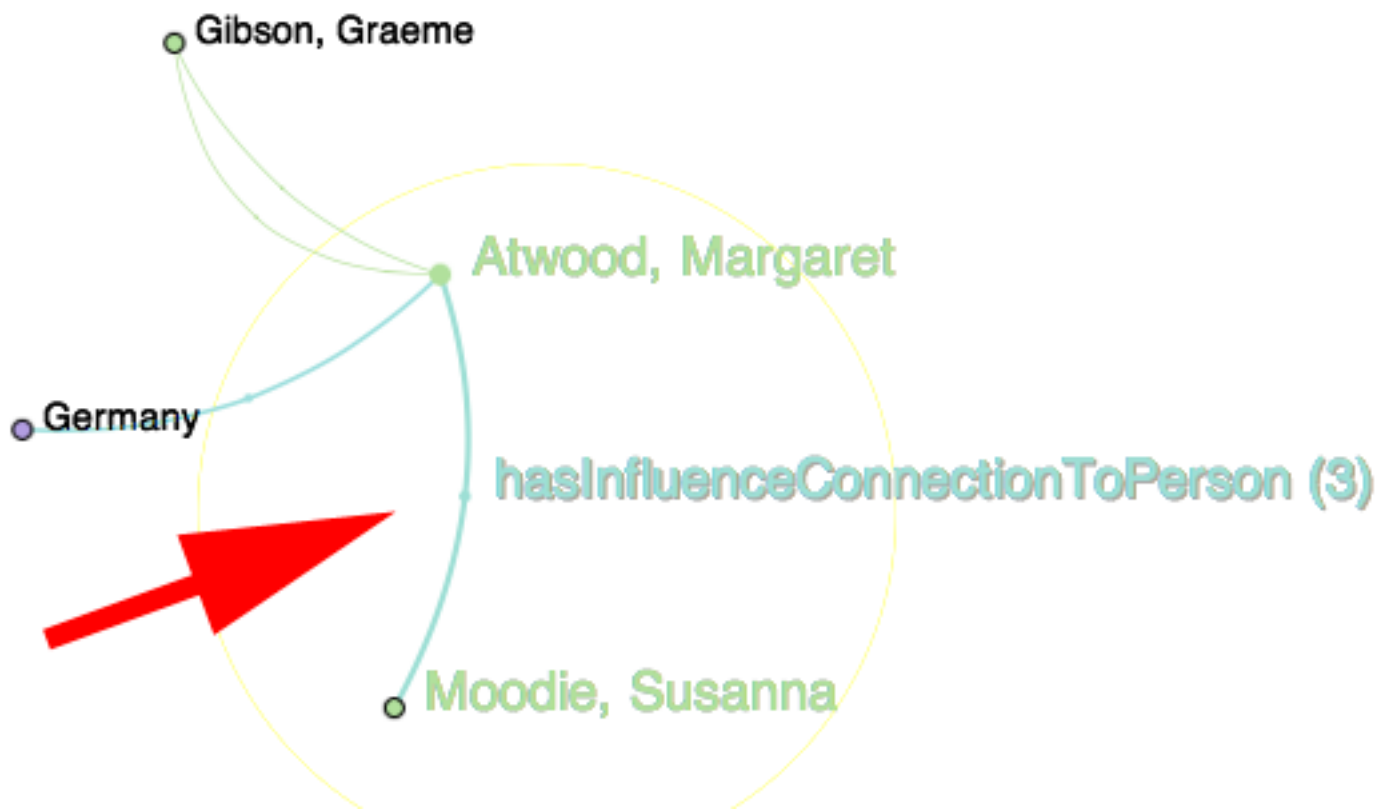 Gibson, Graeme
Atwood, Margaret
Germany
hasInfluenceConnectionToPerson (3)
Moodie, Susanna